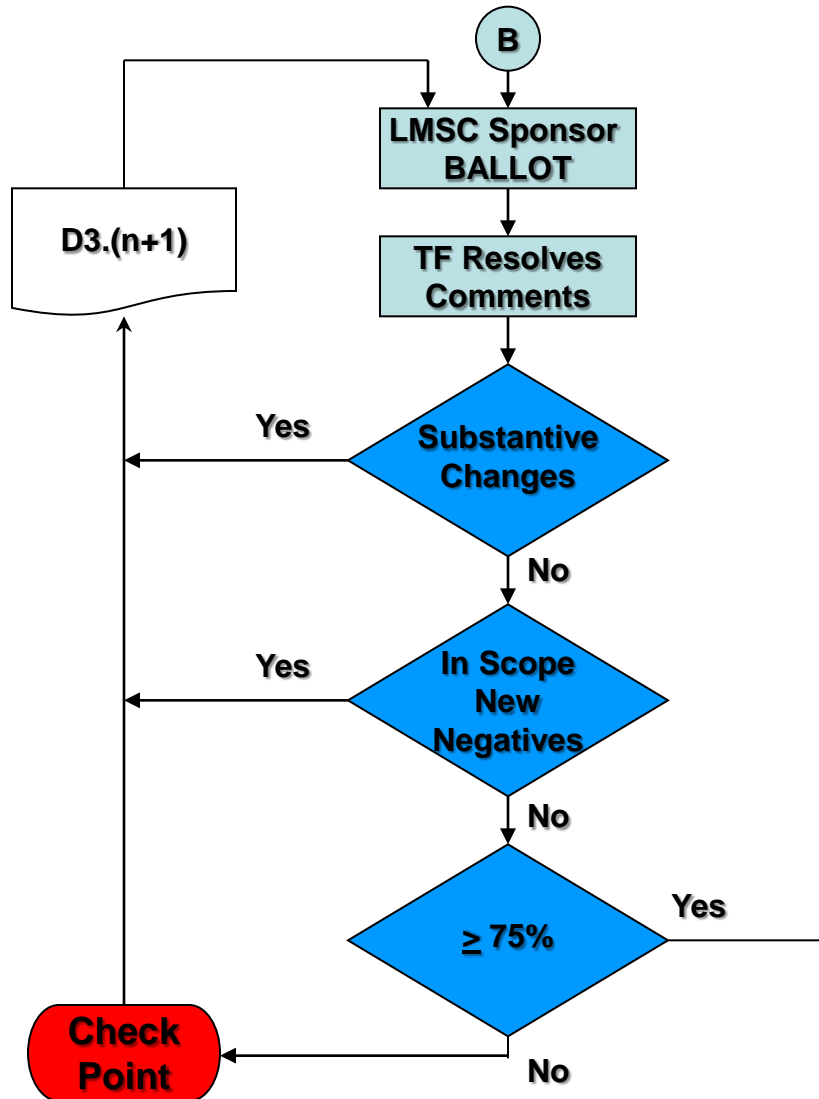 B
LMSC Sponsor
BALLOT
D3.(n+1)
TF Resolves
Comments
Yes
Substantive
Changes
No
Yes
In Scope
New
Negatives
No
≥ 75%
Yes
Check
Point
No